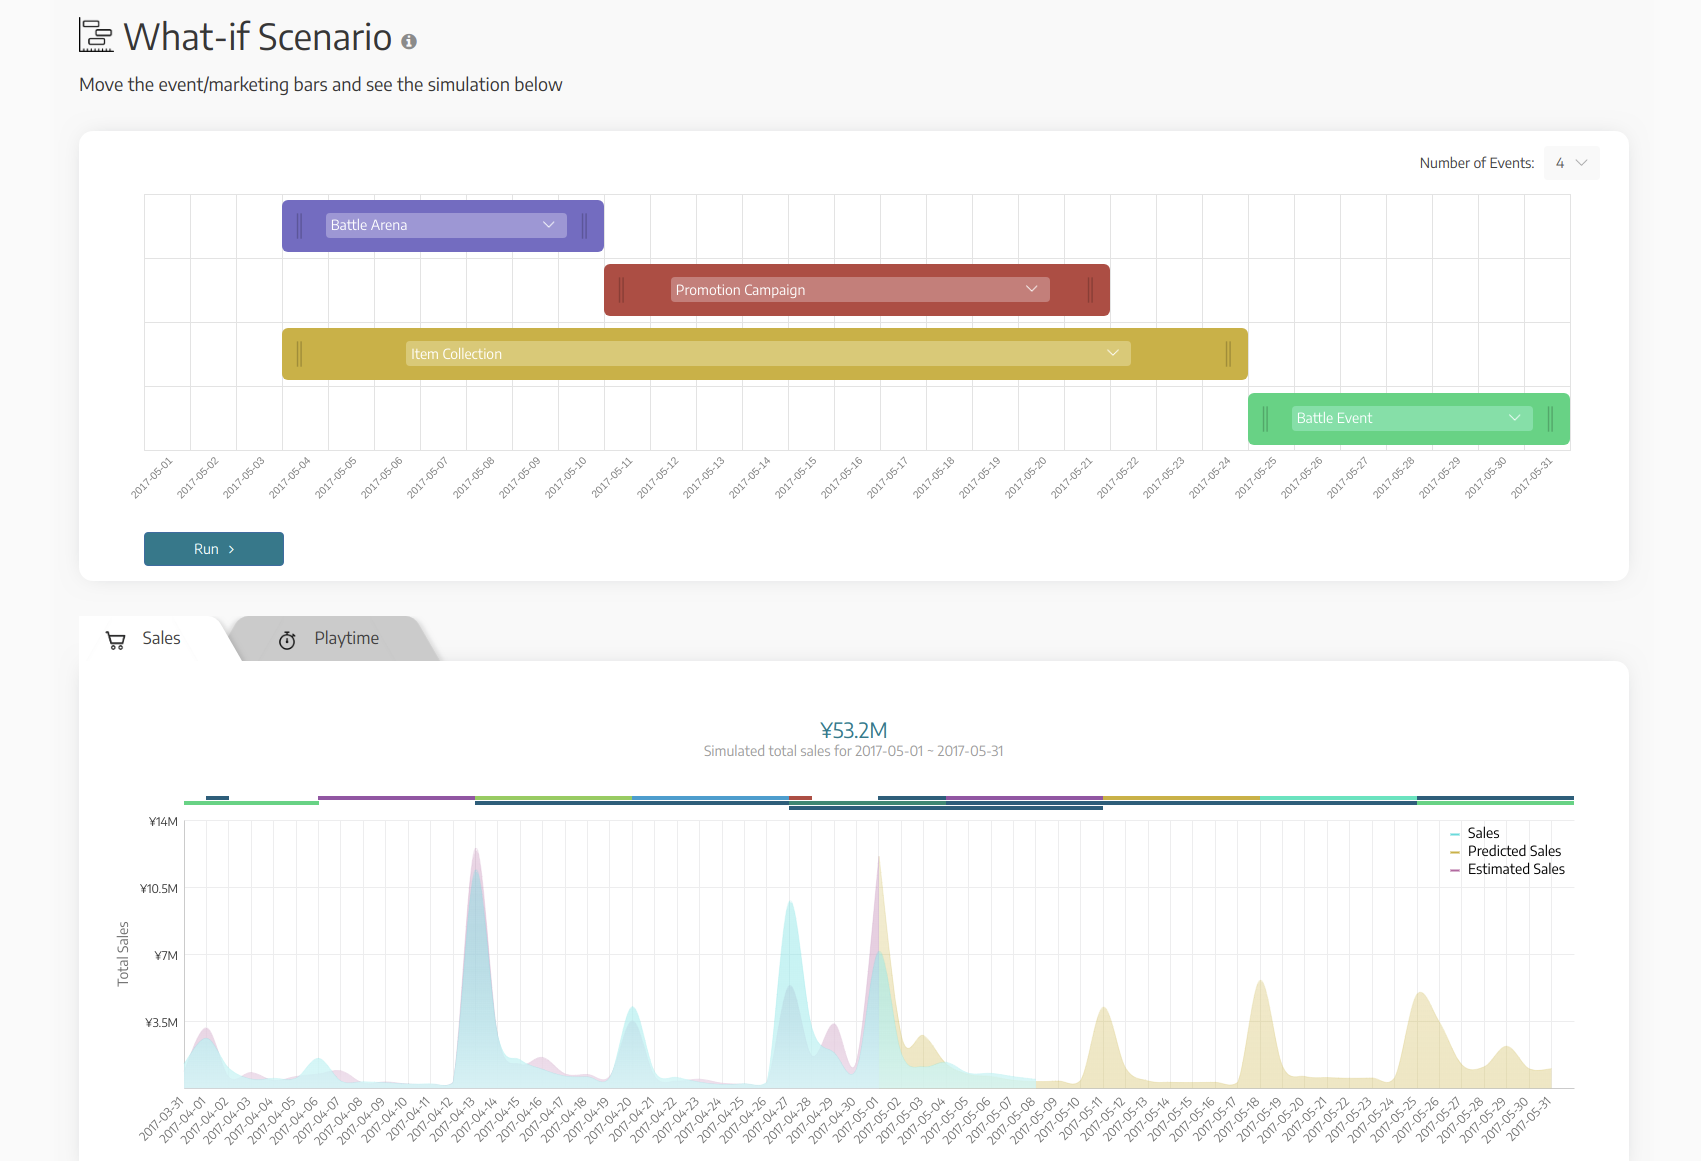 What-if Scenario
Move the event/marketing bars and see the simulation below
Number of Events: 4
Battle Arena
Promotion Campaign
Item Collection
Battle Event
2017-05-01 2017-05-02 2017-05-03 2017-05-04 2017-05-05 2017-05-06 2017-05-07 2017-05-08 2017-05-09 2017-05-10 2017-05-11 2017-05-12 2017-05-13 2017-05-14 2017-05-15 2017-05-16 2017-05-17 2017-05-18 2017-05-19 2017-05-20 2017-05-21 2017-05-22 2017-05-23 2017-05-24 2017-05-25 2017-05-26 2017-05-27 2017-05-28 2017-05-29 2017-05-30 2017-05-31
Run
Sales Playtime
¥53.2M
Simulated total sales for 2017-05-01 ~ 2017-05-31
¥14M
¥10.5M
¥7M
¥3.5M
Total Sales
Sales
Predicted Sales
Estimated Sales
2017-03-31 2017-04-01 2017-04-02 2017-04-03 2017-04-04 2017-04-05 2017-04-06 2017-04-07 2017-04-08 2017-04-09 2017-04-10 2017-04-11 2017-04-12 2017-04-13 2017-04-14 2017-04-15 2017-04-16 2017-04-17 2017-04-18 2017-04-19 2017-04-20 2017-04-21 2017-04-22 2017-04-23 2017-04-24 2017-04-25 2017-04-26 2017-04-27 2017-04-28 2017-04-29 2017-04-30 2017-05-01 2017-05-02 2017-05-03 2017-05-04 2017-05-05 2017-05-06 2017-05-07 2017-05-08 2017-05-09 2017-05-10 2017-05-11 2017-05-12 2017-05-13 2017-05-14 2017-05-15 2017-05-16 2017-05-17 2017-05-18 2017-05-19 2017-05-20 2017-05-21 2017-05-22 2017-05-23 2017-05-24 2017-05-25 2017-05-26 2017-05-27 2017-05-28 2017-05-29 2017-05-30 2017-05-31